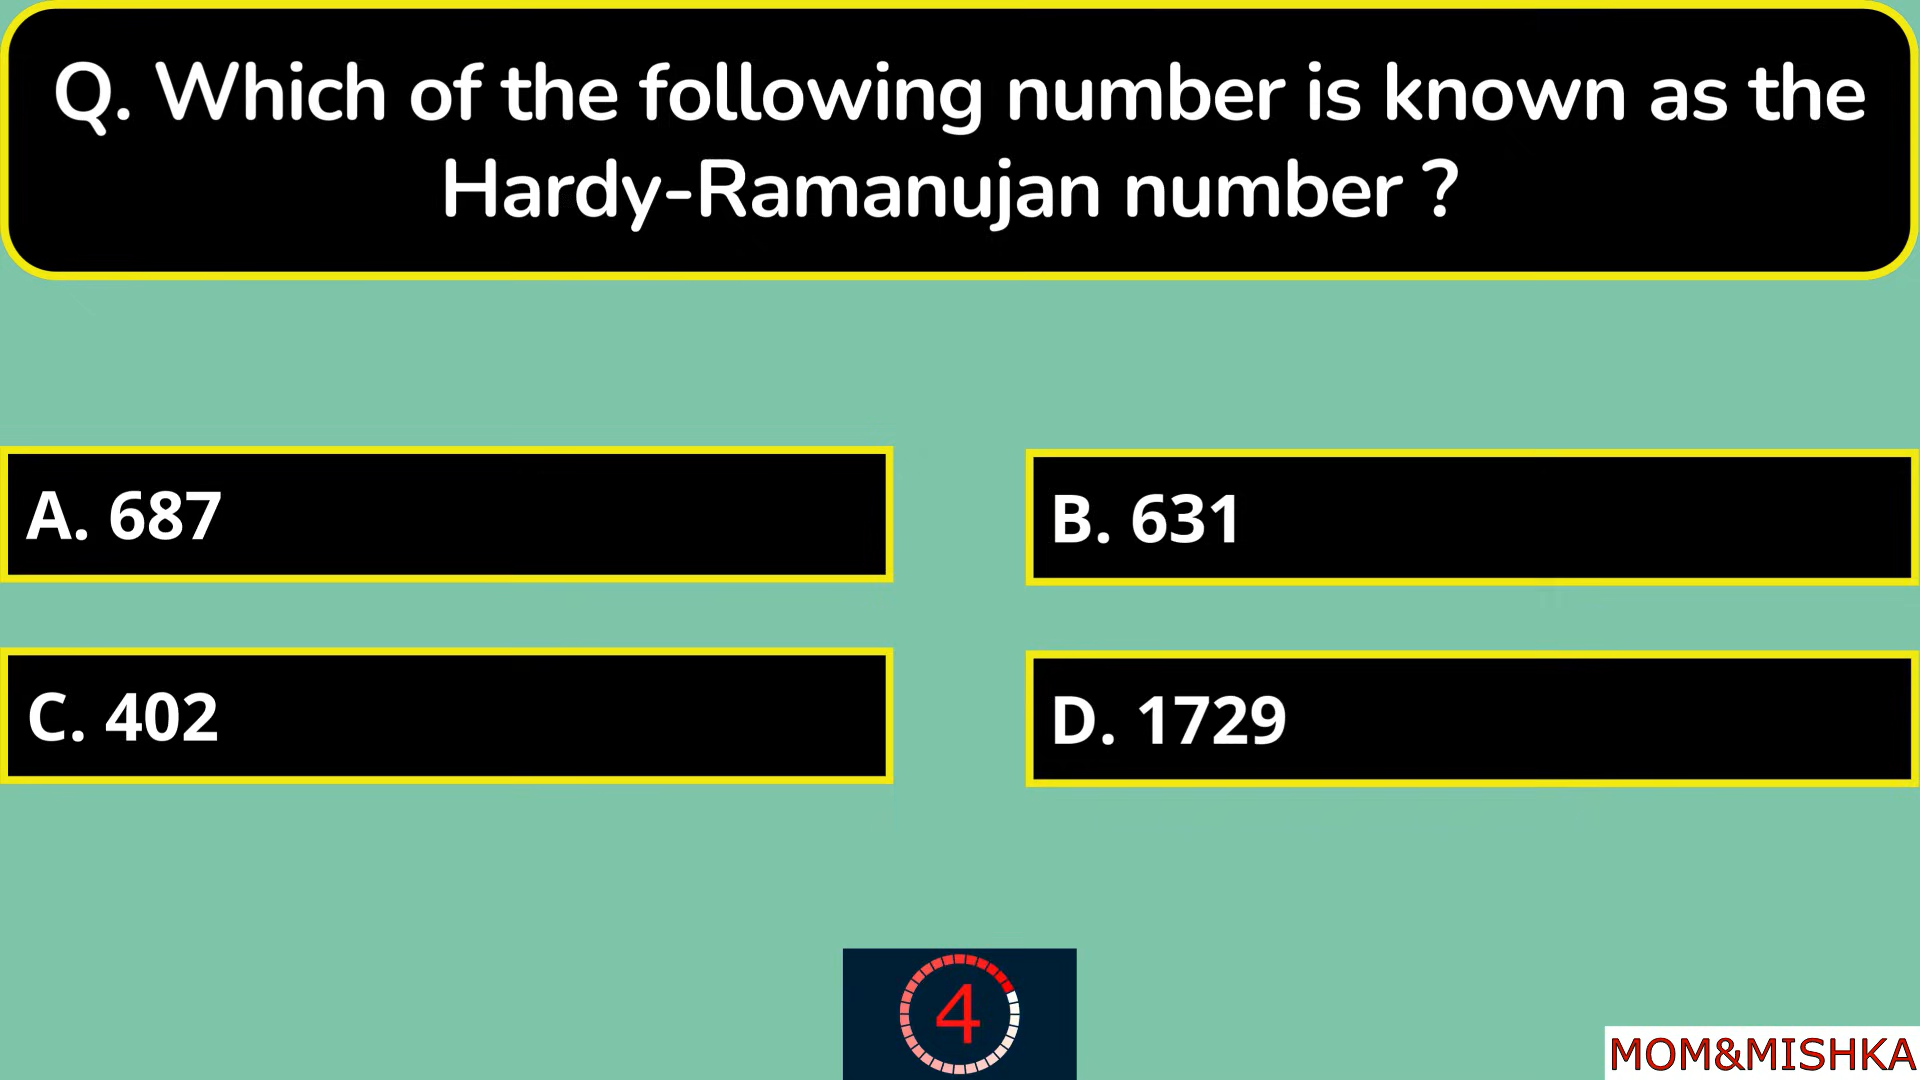 Q. Which of the following number is known as the
Hardy-Ramanujan number ?
A. 687
B. 631
C. 402
D. 1729
4
MOM&MISHKA